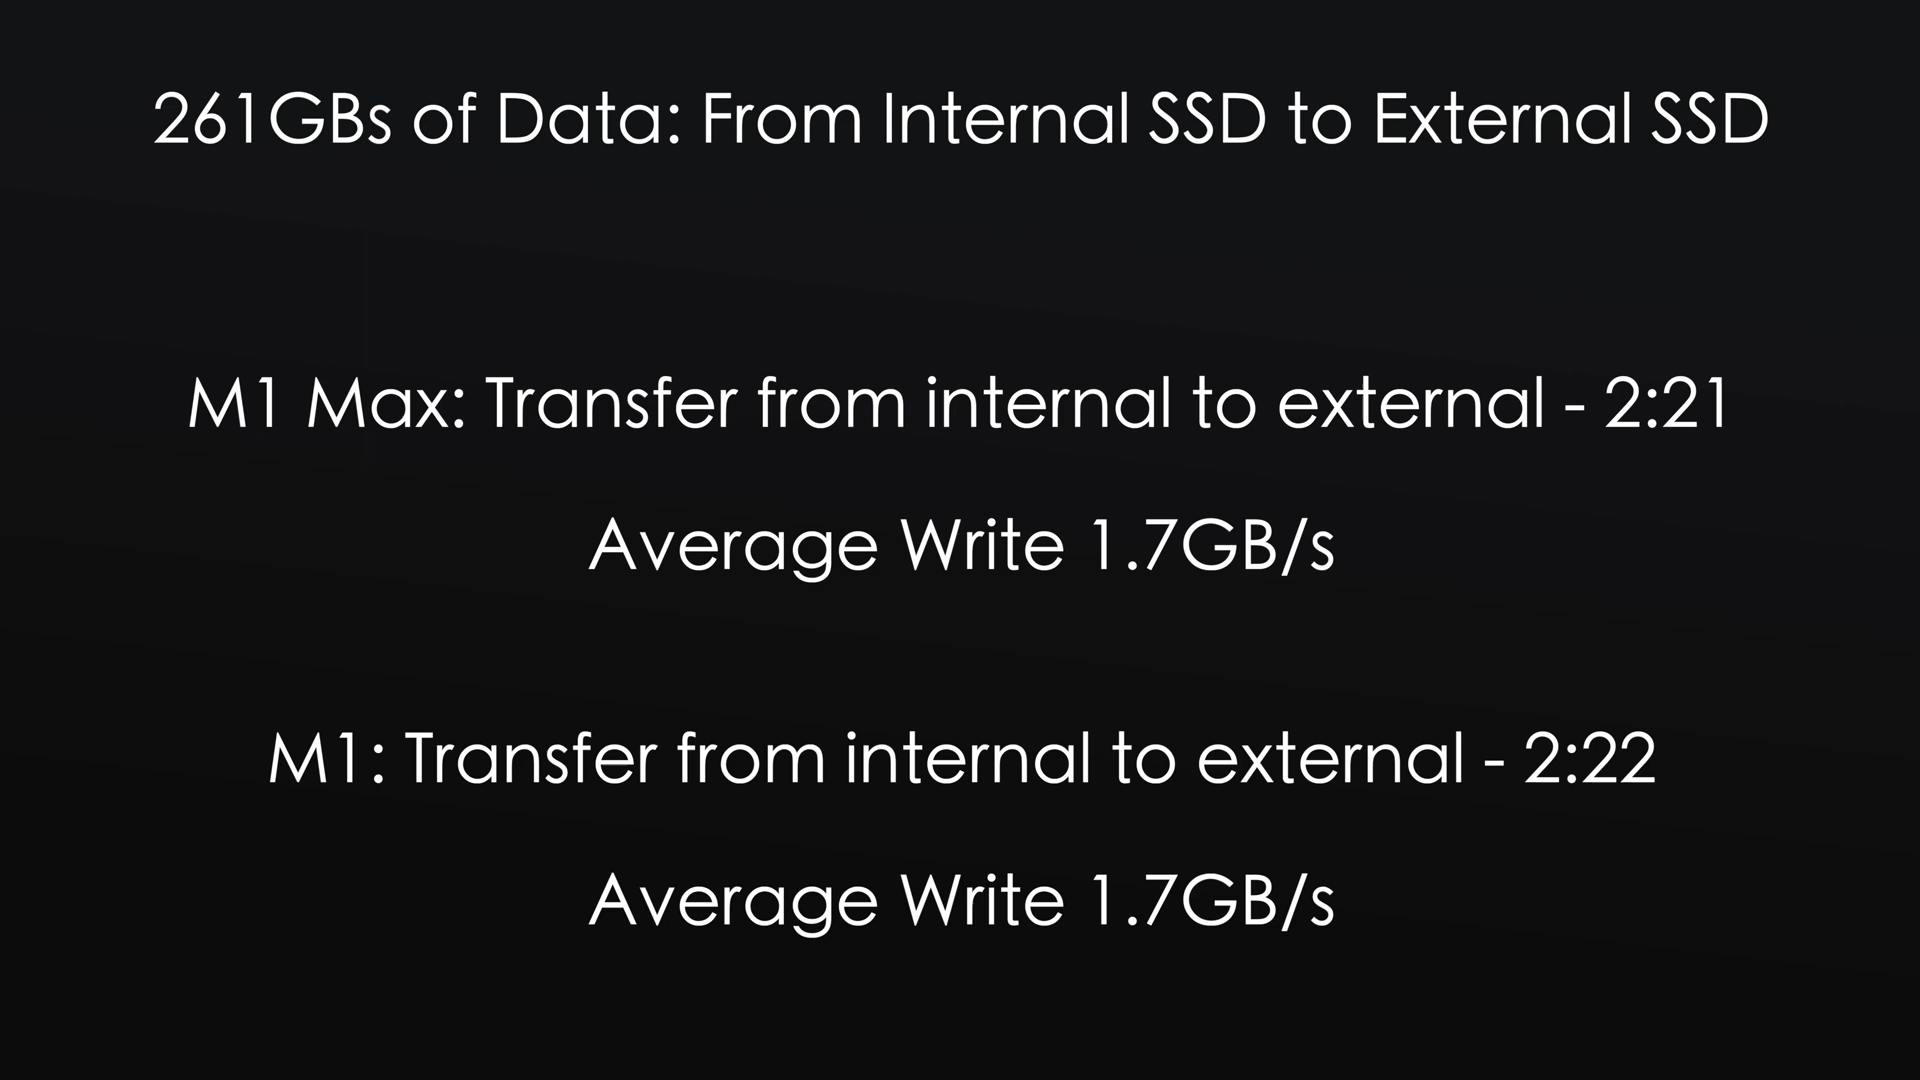 261GBs of Data: From Internal SSD to External SSD
M1 Max: Transfer from internal to external - 2:21
Average Write 1.7GB/s
M1: Transfer from internal to external - 2:22
Average Write 1.7GB/s